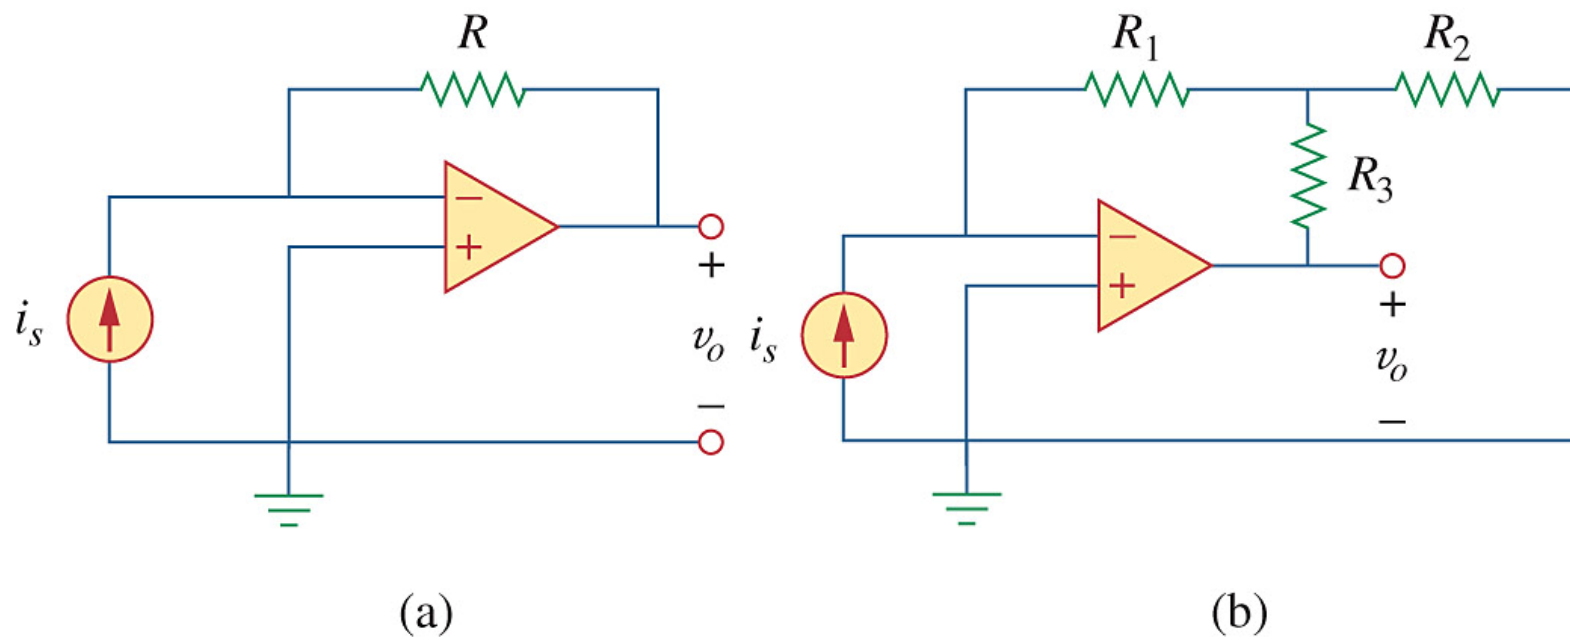 R
R₁
R₂
−
+
−
+
R₃
iₛ
+
vₒ
−
iₛ
+
vₒ
−
(a)
(b)